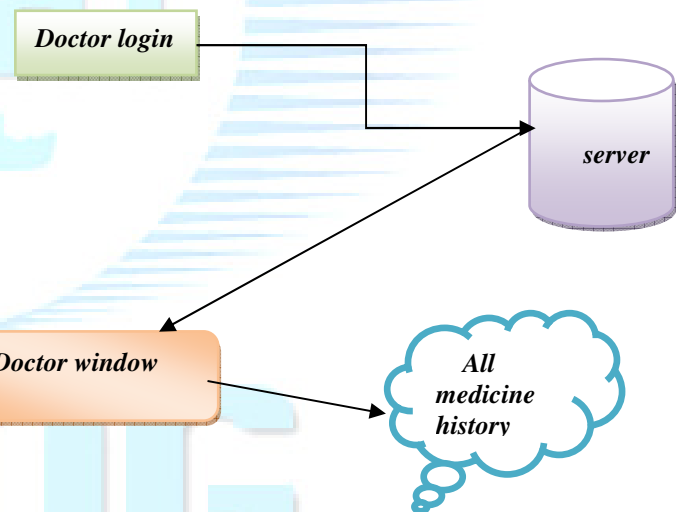 Doctor login
server
Doctor window
All
medicine
history